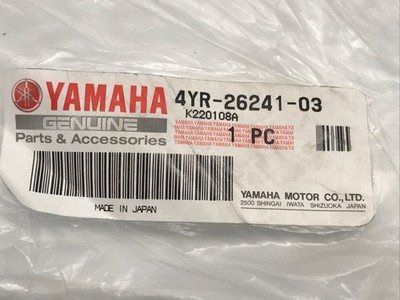 YAMAHA
GENUINE
Parts & Accessories
4YR-26241-03
K220108A
1 PC
MADE IN JAPAN
YAMAHA MOTOR CO.,LTD.
2500 SHINGAI IWATA SHIZUOKA JAPAN